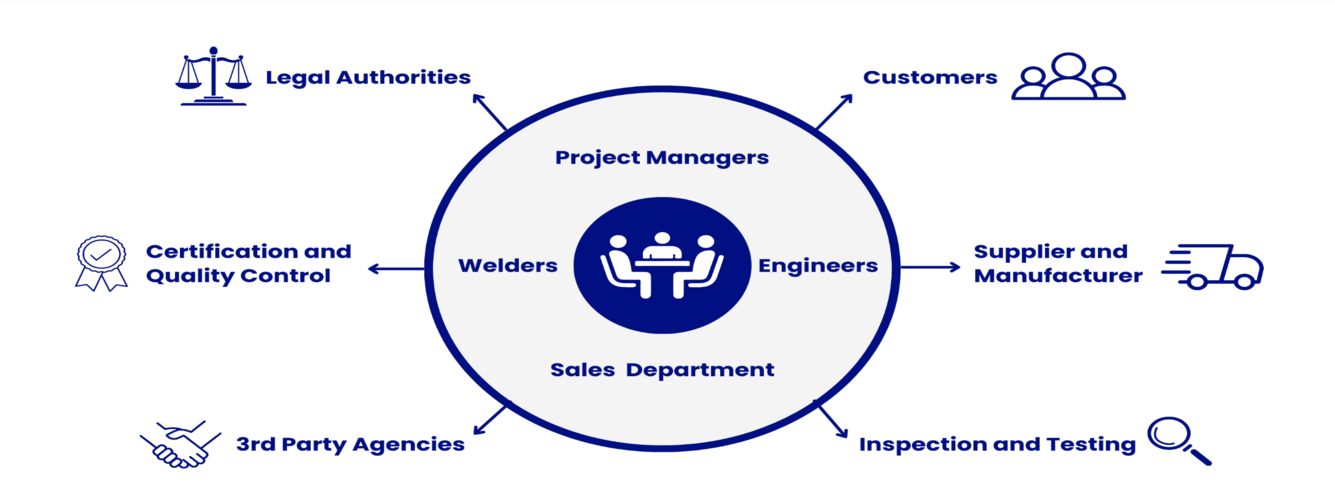 Legal Authorities
Customers
Project Managers
Certification and
Quality Control
Welders
Engineers
Supplier and
Manufacturer
Sales Department
3rd Party Agencies
Inspection and Testing